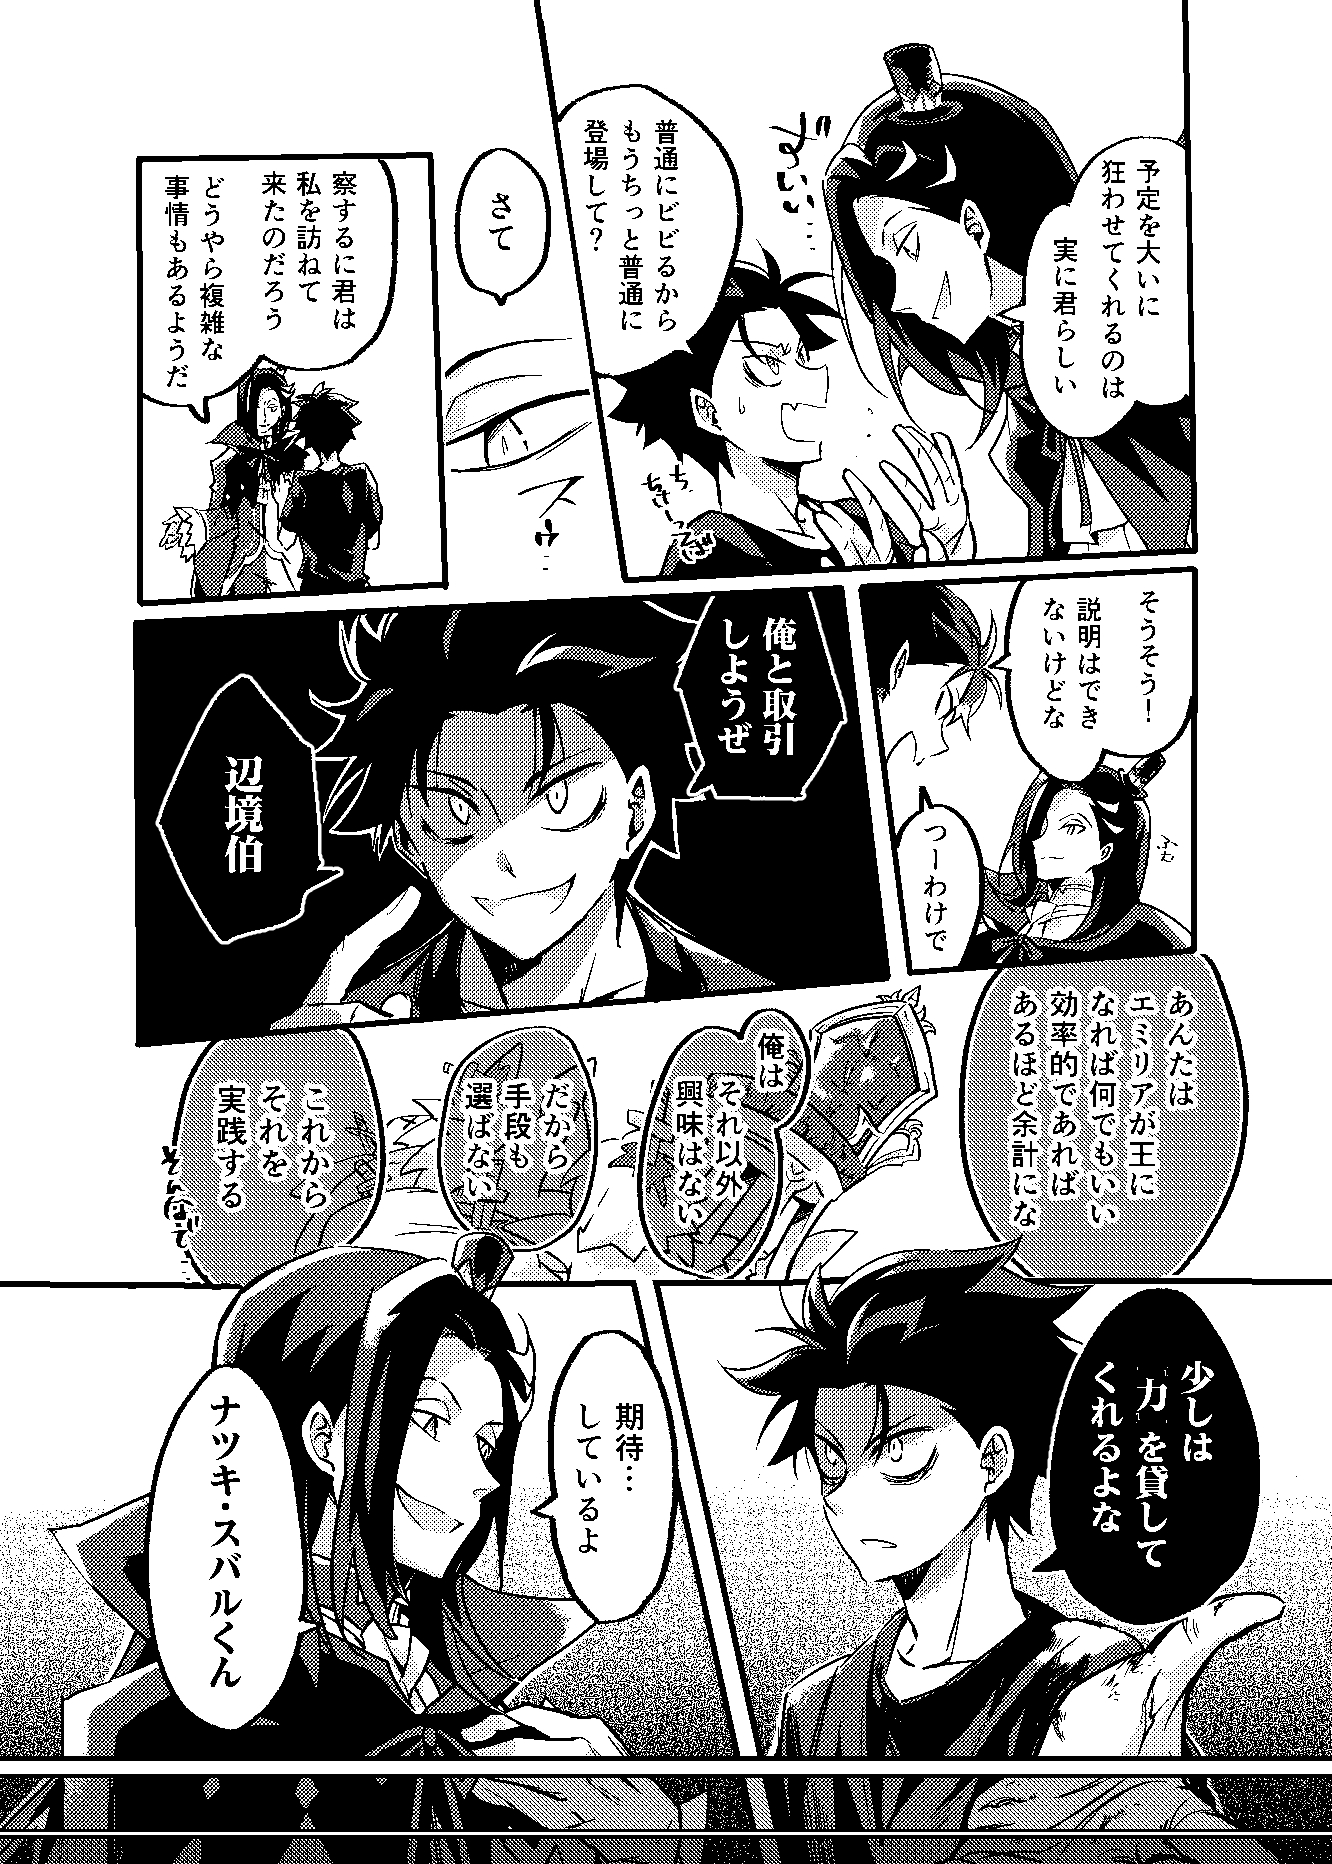 予定を大いに
狂わせてくれるのは
実に君らしい
ずいい
普通にビビるから
もうちっと普通に
登場して?
さて
察するに君は
私を訪ねて
来たのだろう
どうやら複雑な
事情もあるようだ
そうそう!
説明はでき
ないけどな
つーわけで
俺と取引
しようぜ
辺境伯
あんたは
エミリアが王に
なれば何でもいい
効率的であれば
あるほど余計にな
俺は
それ以外
興味はない
だから
手段も
選ばない
これから
それを
実践する
少しは
力を貸して
くれるよな
期待…
しているよ
ナツキ・スバルくん